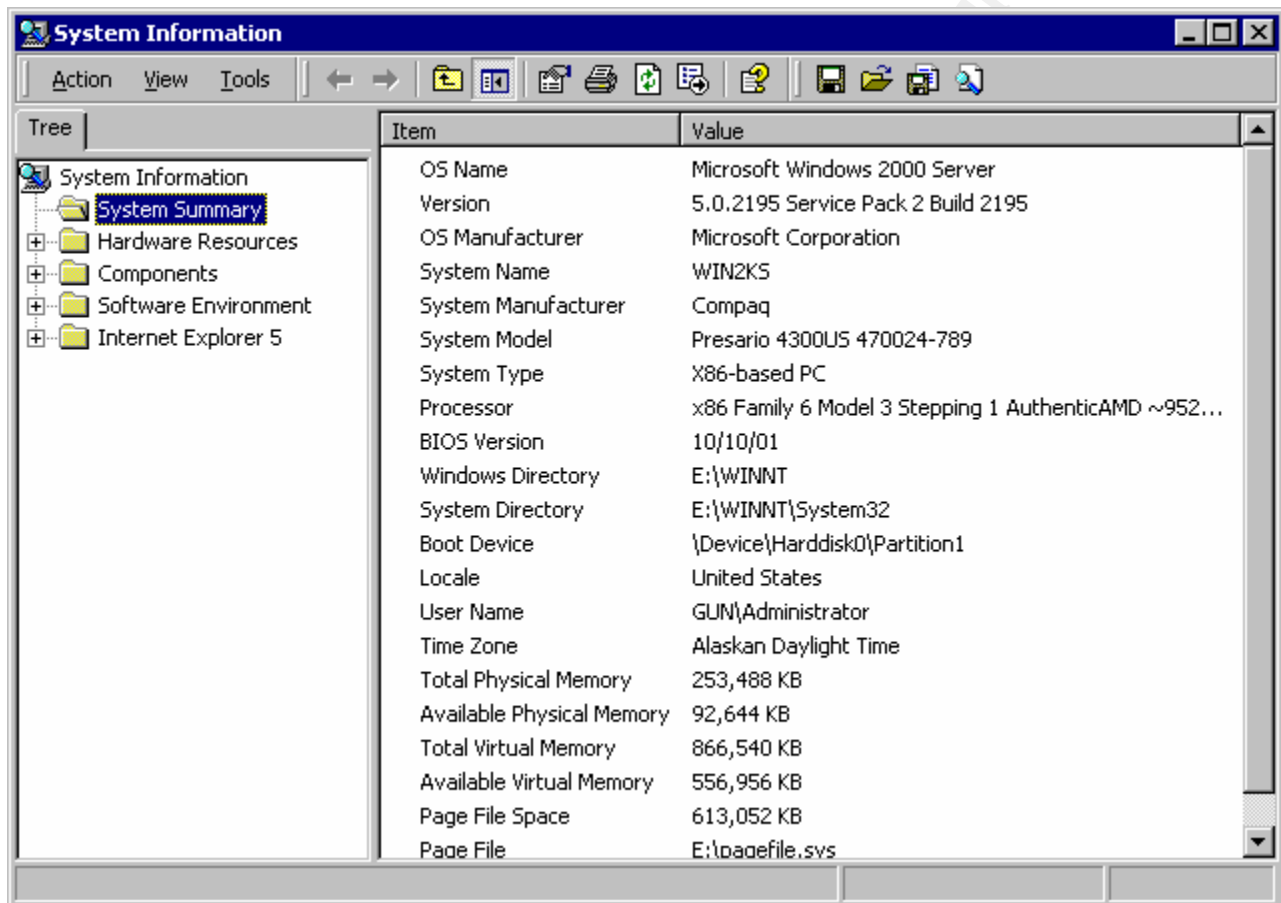 System Information
Action View Tools
Tree
System Information
System Summary
Hardware Resources
Components
Software Environment
Internet Explorer 5
Item Value
OS Name Microsoft Windows 2000 Server
Version 5.0.2195 Service Pack 2 Build 2195
OS Manufacturer Microsoft Corporation
System Name WIN2KS
System Manufacturer Compaq
System Model Presario 4300US 470024-789
System Type X86-based PC
Processor x86 Family 6 Model 3 Stepping 1 AuthenticAMD ~952...
BIOS Version 10/10/01
Windows Directory E:\WINNT
System Directory E:\WINNT\System32
Boot Device \Device\Harddisk0\Partition1
Locale United States
User Name GUN\Administrator
Time Zone Alaskan Daylight Time
Total Physical Memory 253,488 KB
Available Physical Memory 92,644 KB
Total Virtual Memory 866,540 KB
Available Virtual Memory 556,956 KB
Page File Space 613,052 KB
Page File E:\pagefile.sys